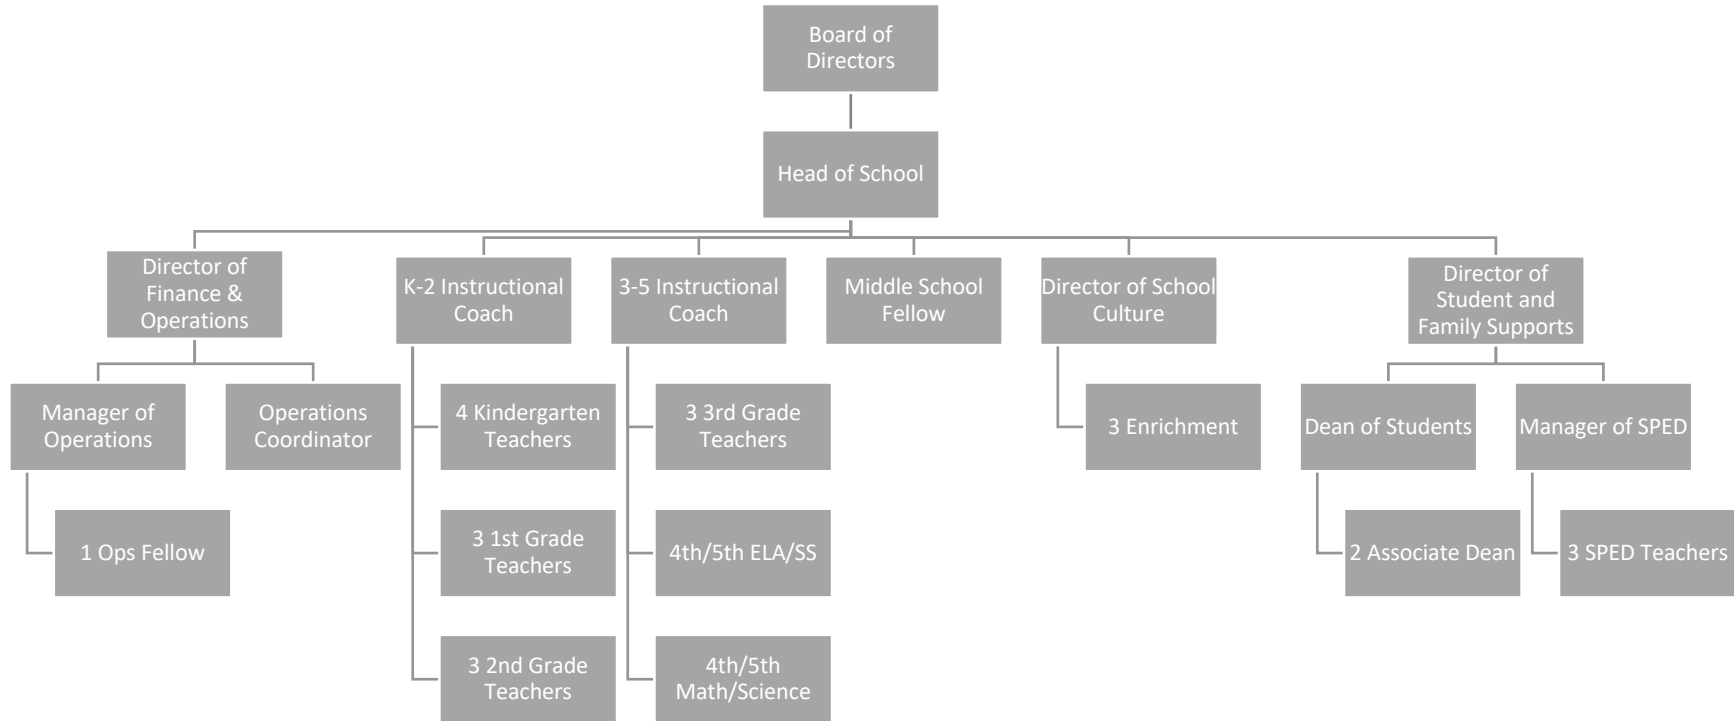 Board of
Directors
Head of School
Director of
Finance &
Operations
K-2 Instructional
Coach
3-5 Instructional
Coach
Middle School
Fellow
Director of School
Culture
Director of
Student and
Family Supports
Manager of
Operations
Operations
Coordinator
4 Kindergarten
Teachers
3 3rd Grade
Teachers
3 Enrichment
Dean of Students
Manager of SPED
1 Ops Fellow
3 1st Grade
Teachers
4th/5th ELA/SS
2 Associate Dean
3 SPED Teachers
3 2nd Grade
Teachers
4th/5th
Math/Science